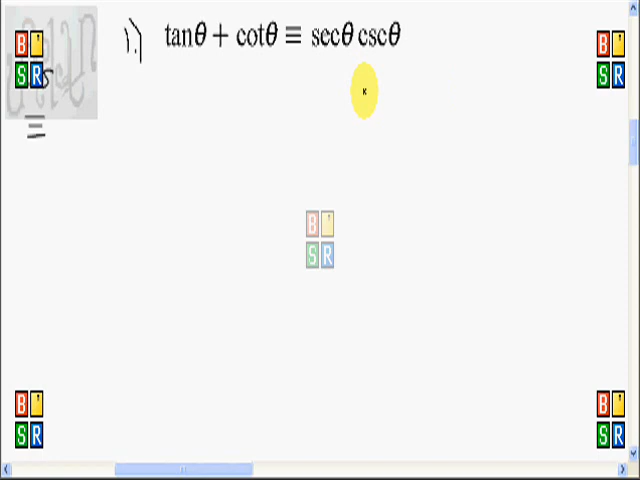 1.) tanθ + cotθ ≡ secθ cscθ
B '
S R
B '
S R
B '
S R
B '
S R
B '
S R